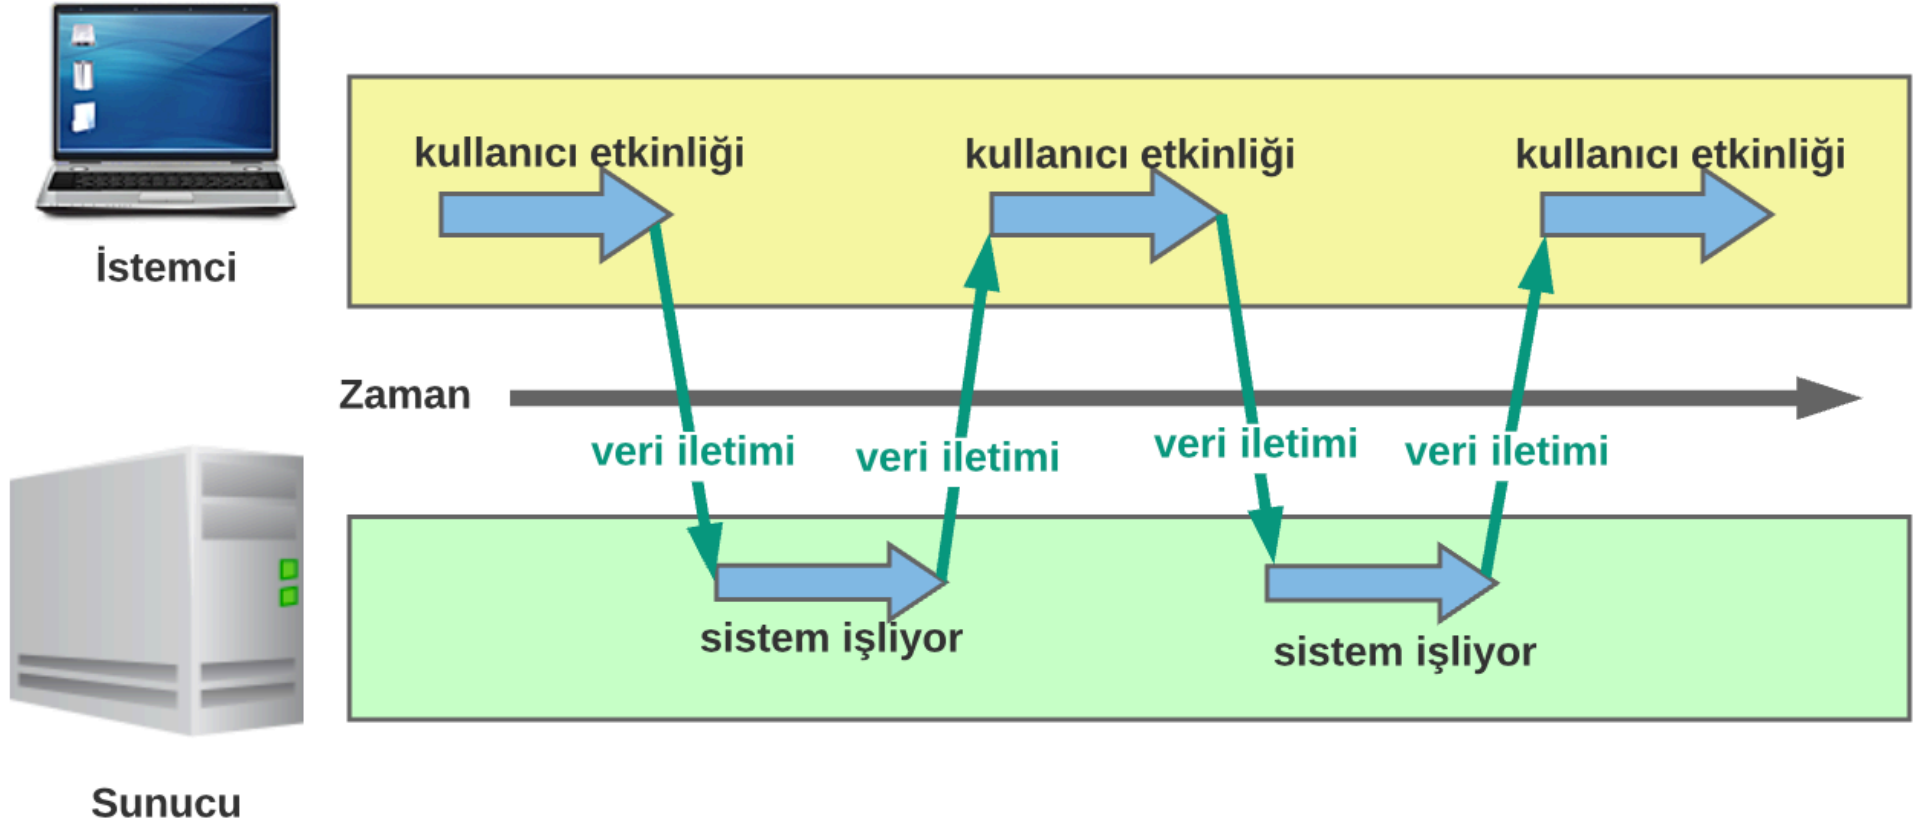 kullanıcı etkinliği
kullanıcı etkinliği
kullanıcı etkinliği
İstemci
Zaman
veri iletimi
veri iletimi
veri iletimi
veri iletimi
sistem işliyor
sistem işliyor
Sunucu